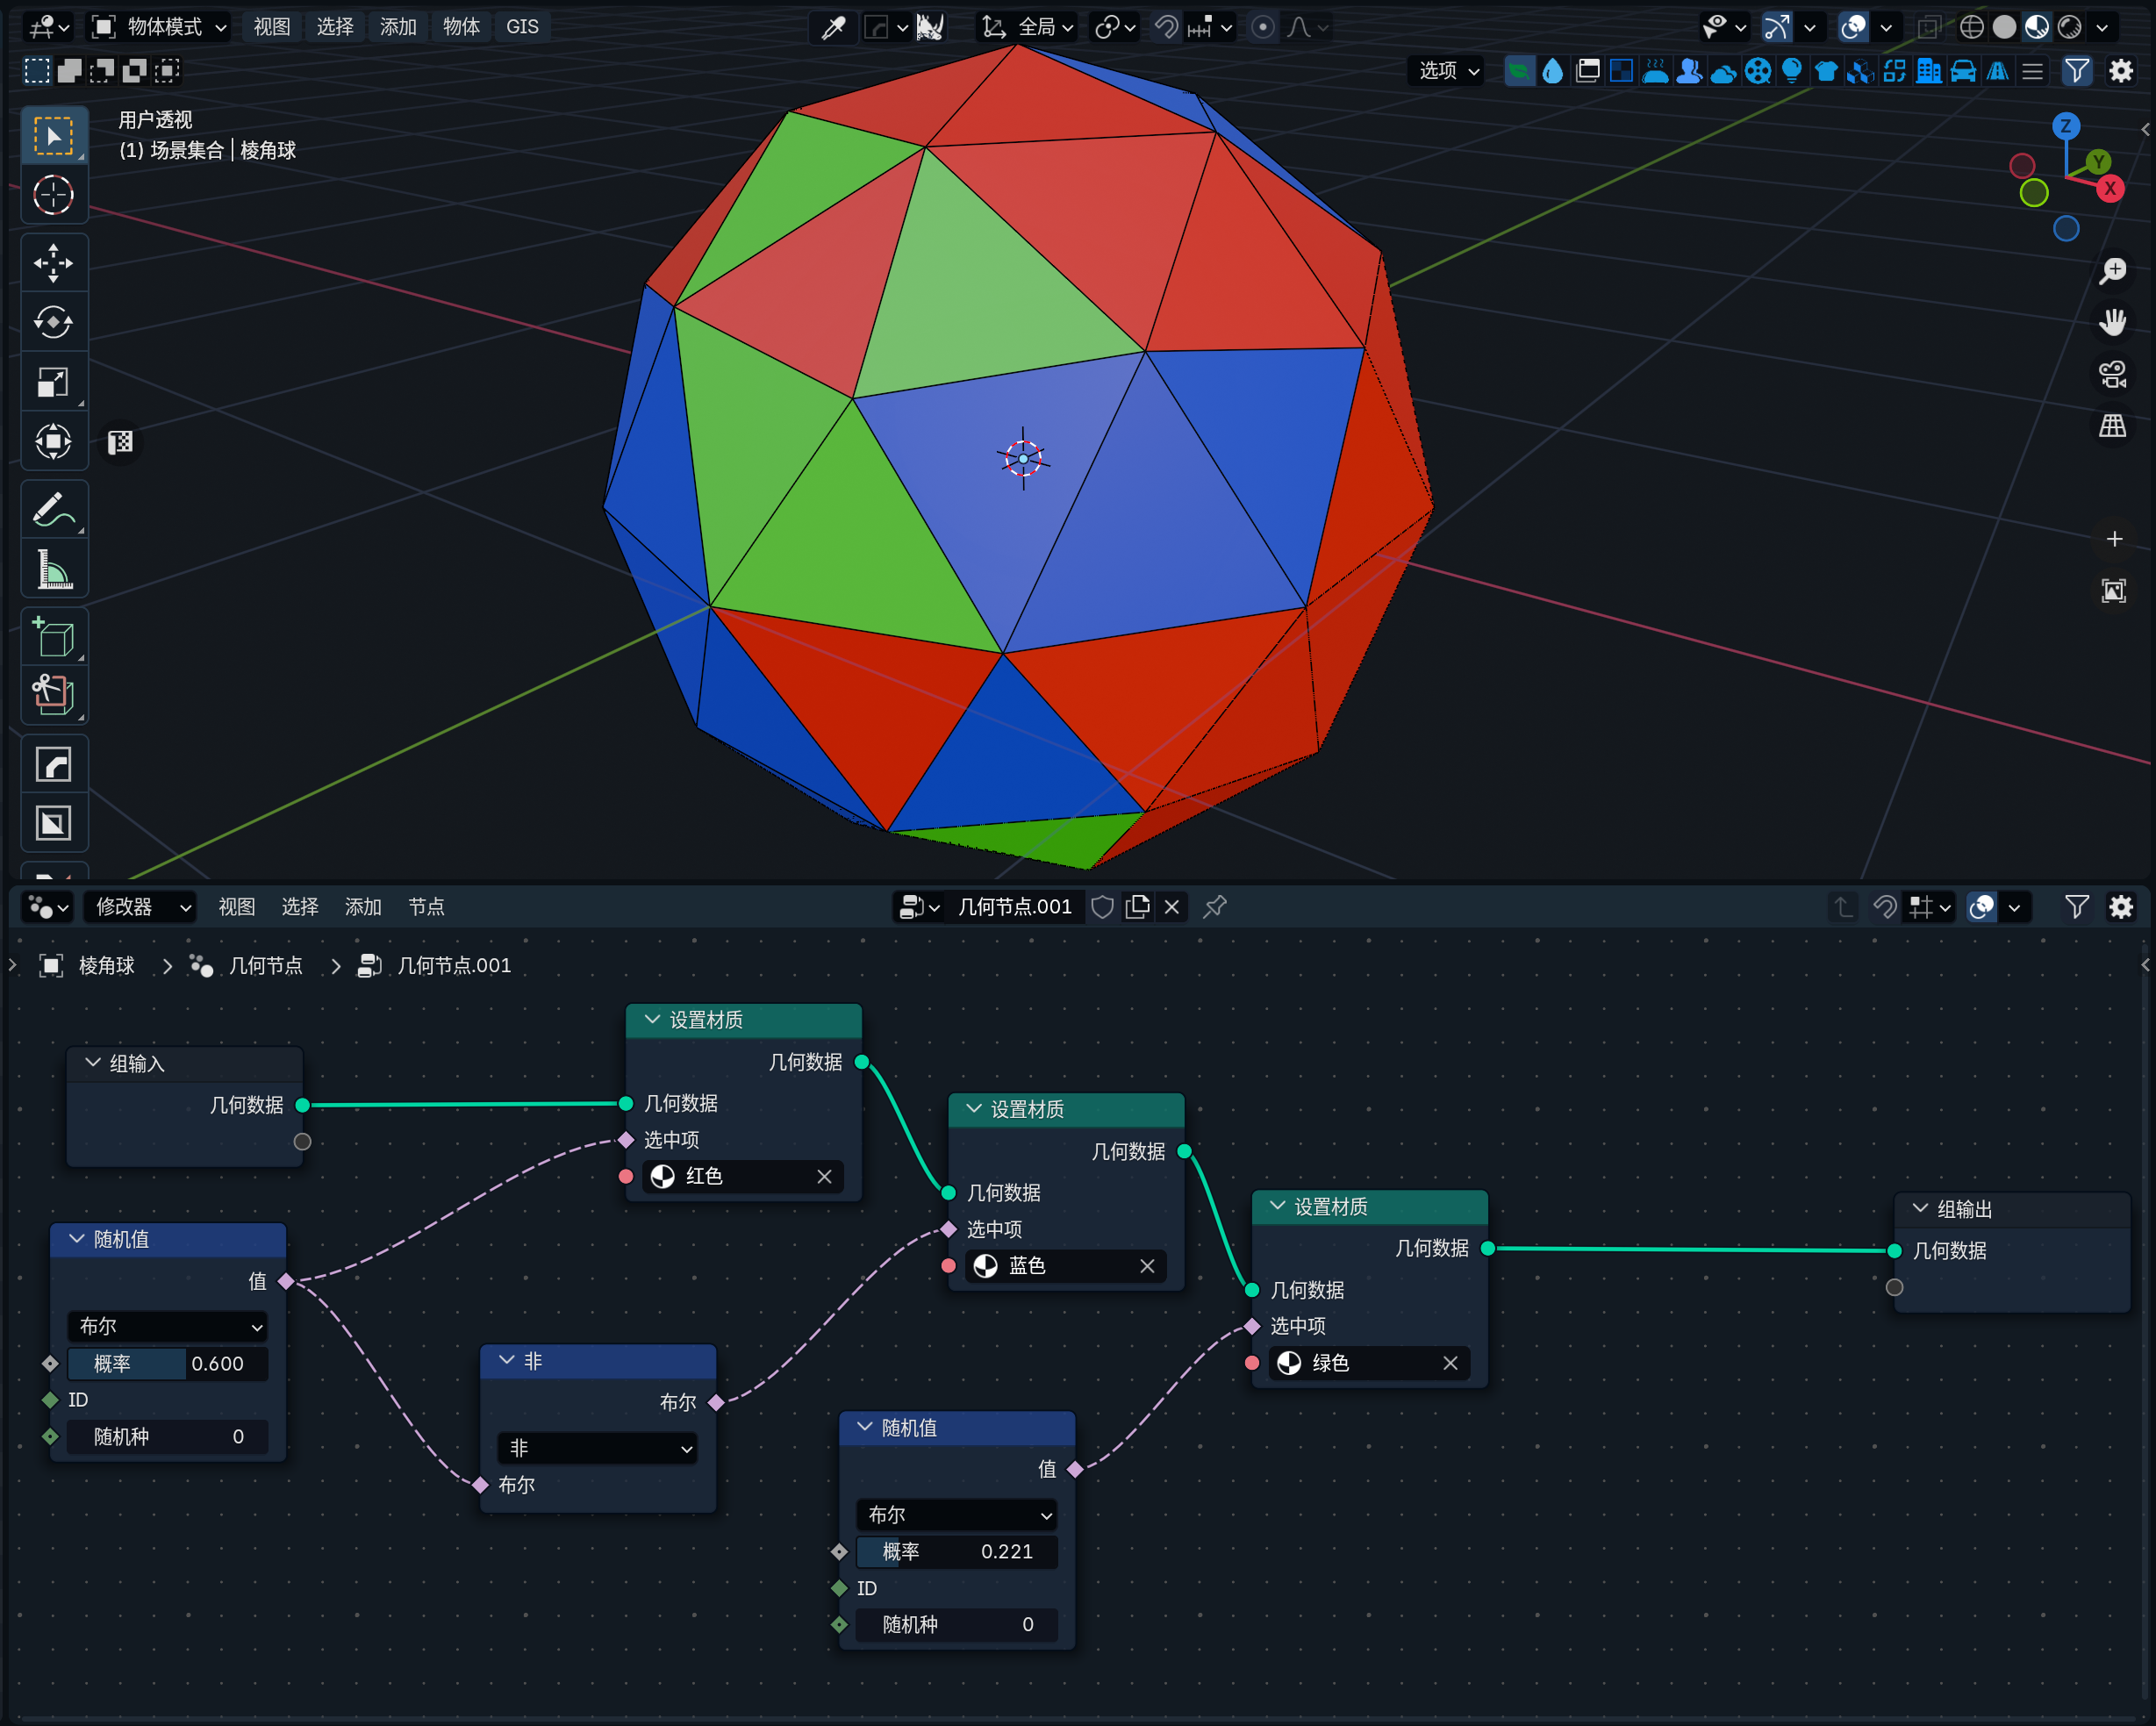 物体模式 视图 选择 添加 物体 GIS 全局
选项
用户透视
(1) 场景集合 | 棱角球
Z
Y
X
修改器 视图 选择 添加 节点 几何节点.001
棱角球 几何节点 几何节点.001
组输入
几何数据
随机值
值
布尔
概率 0.600
ID
随机种 0
设置材质
几何数据
几何数据
选中项
红色
非
布尔
非
布尔
设置材质
几何数据
几何数据
选中项
蓝色
随机值
值
布尔
概率 0.221
ID
随机种 0
设置材质
几何数据
几何数据
选中项
绿色
组输出
几何数据